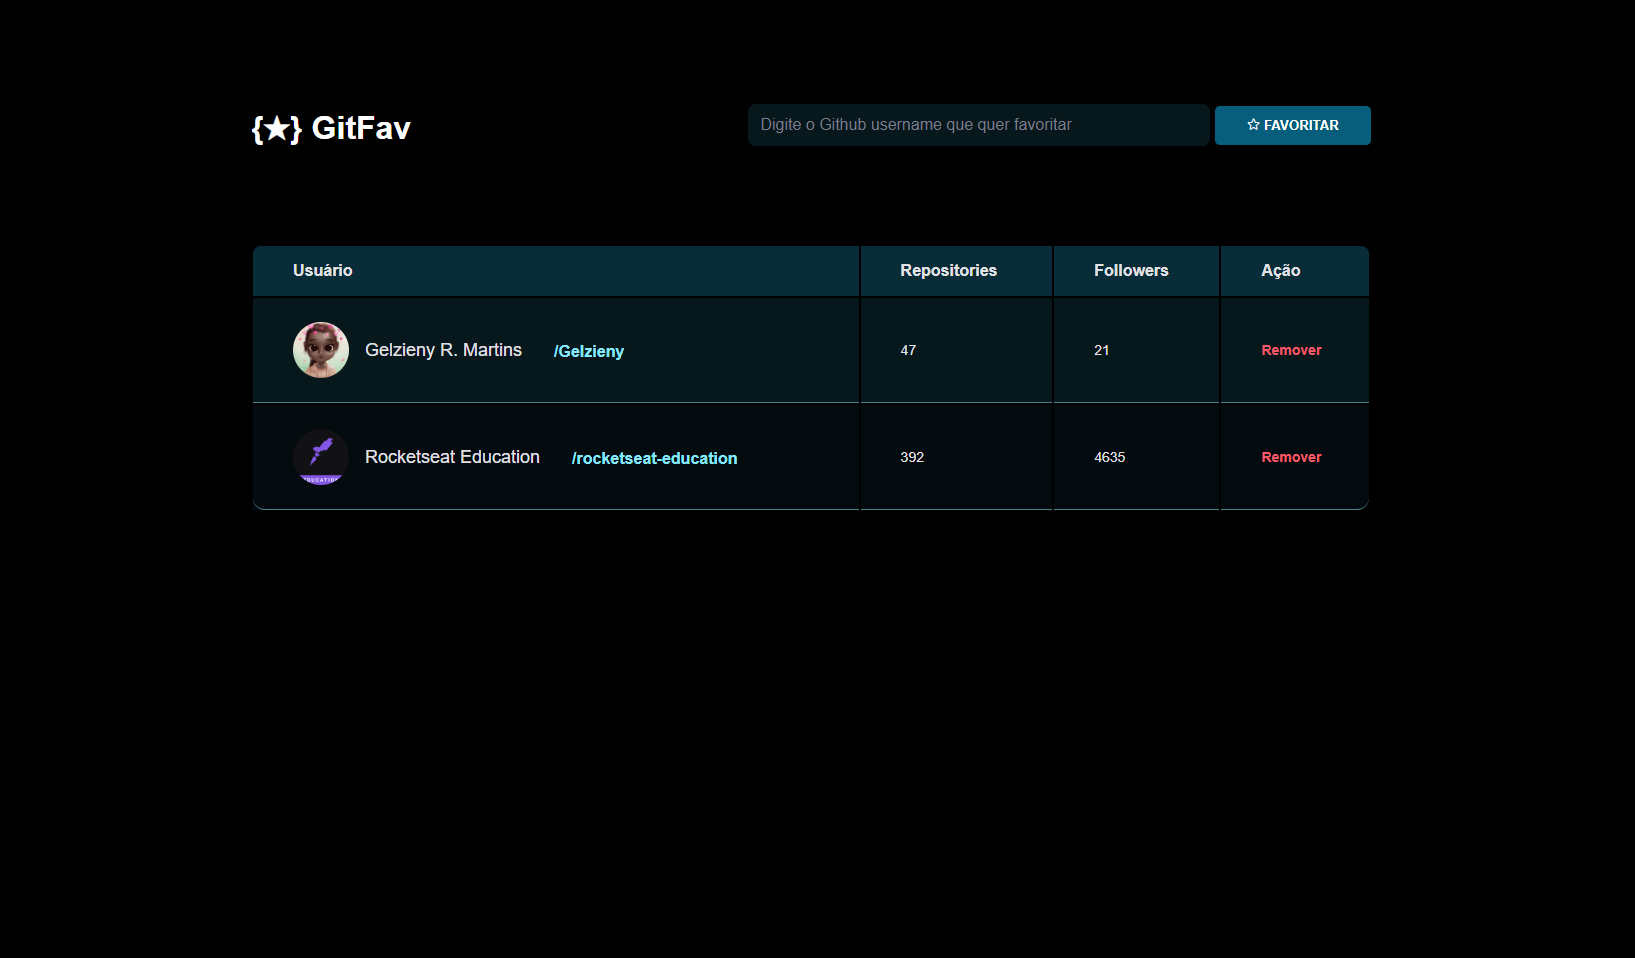 {★} GitFav
Digite o Github username que quer favoritar
☆ FAVORITAR
Usuário Repositories Followers Ação
Gelzieny R. Martins /Gelzieny 47 21 Remover
Rocketseat Education /rocketseat-education 392 4635 Remover
EDUCATION